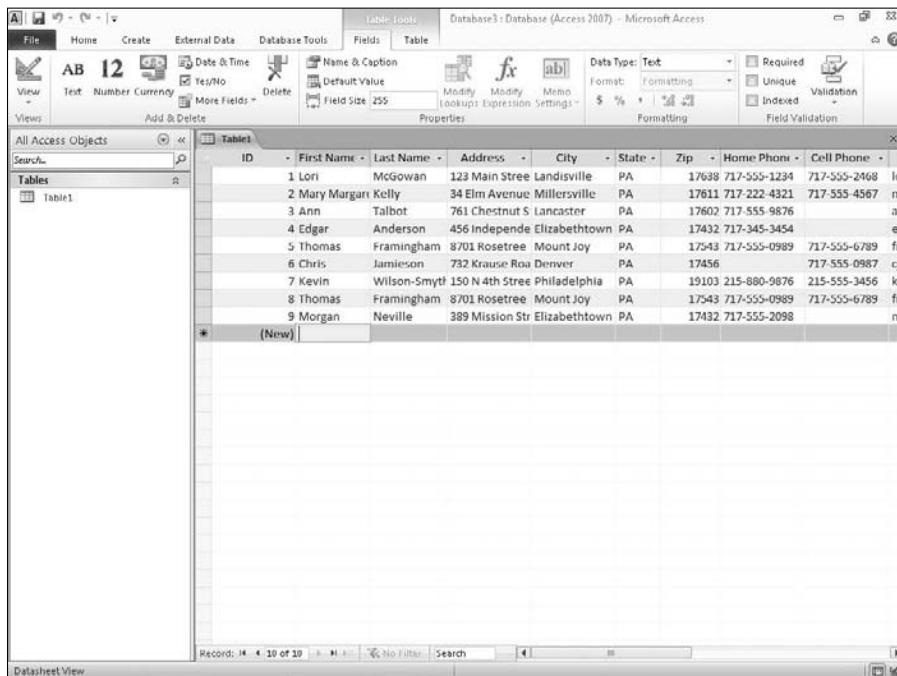 Table Tools
Database3 : Database (Access 2007) - Microsoft Access
File Home Create External Data Database Tools Fields Table
View
Views
AB Text
12 Number
Currency
Date & Time
Yes/No
More Fields
Delete
Add & Delete
Name & Caption
Default Value
Field Size 255
Modify Lookups
fx Modify Expression
ab Memo Settings
Properties
Data Type: Text
Format: Formatting
$ % ,
Formatting
Required
Unique
Indexed
Validation
Field Validation
All Access Objects
Search...
Tables
Table1
Table1
ID First Name Last Name Address City State Zip Home Phon Cell Phone
1 Lori McGowan 123 Main Stree Landisville PA 17638 717-555-1234 717-555-2468
2 Mary Margar Kelly 34 Elm Avenue Millersville PA 17611 717-222-4321 717-555-4567
3 Ann Talbot 761 Chestnut S Lancaster PA 17602 717-555-9876
4 Edgar Anderson 456 Independe Elizabethtown PA 17432 717-345-3454
5 Thomas Framingham 8701 Rosetree Mount Joy PA 17543 717-555-0989 717-555-6789
6 Chris Jamieson 732 Krause Roa Denver PA 17456 717-555-0987
7 Kevin Wilson-Smyth 150 N 4th Street Philadelphia PA 19103 215-880-9876 215-555-3456
8 Thomas Framingham 8701 Rosetree Mount Joy PA 17543 717-555-0989 717-555-6789
9 Morgan Neville 389 Mission Str Elizabethtown PA 17432 717-555-2098
(New)
Record: 10 of 10 No Filter Search
Datasheet View